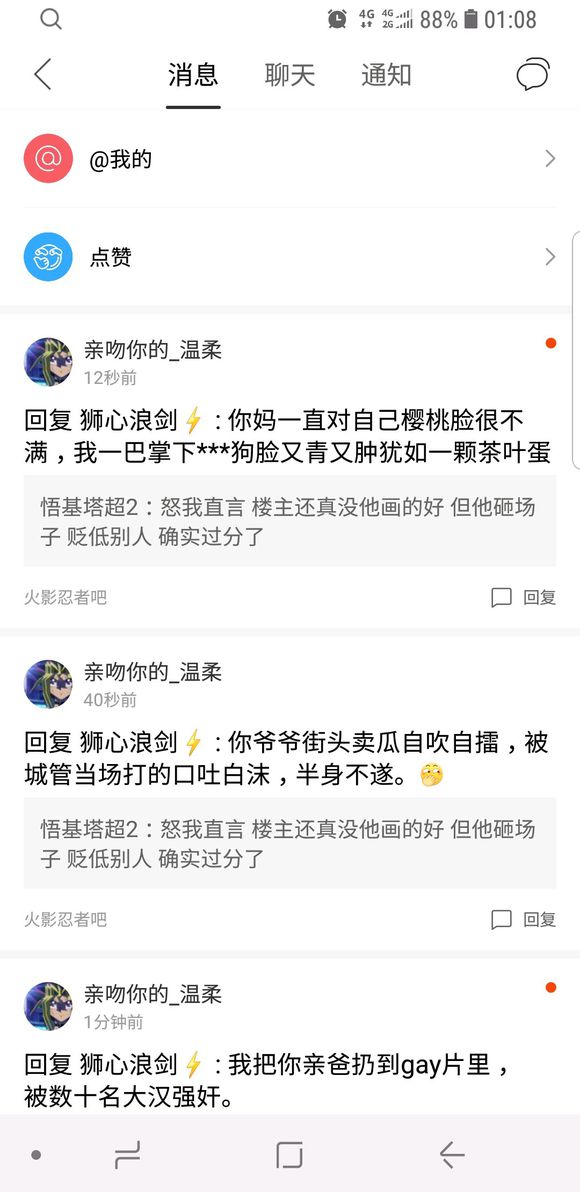 4G 4G 2G 88% 01:08
消息 聊天 通知
@我的
点赞
亲吻你的_温柔
12秒前
回复 狮心浪剑⚡：你妈一直对自己樱桃脸很不
满，我一巴掌下***狗脸又青又肿犹如一颗茶叶蛋
悟基塔超2：怒我直言 楼主还真没他画的好 但他砸场
子 贬低别人 确实过分了
火影忍者吧 回复
亲吻你的_温柔
40秒前
回复 狮心浪剑⚡：你爷爷街头卖瓜自吹自擂，被
城管当场打的口吐白沫，半身不遂。🤭
悟基塔超2：怒我直言 楼主还真没他画的好 但他砸场
子 贬低别人 确实过分了
火影忍者吧 回复
亲吻你的_温柔
1分钟前
回复 狮心浪剑⚡：我把你亲爸扔到gay片里，
被数十名大汉强奸。